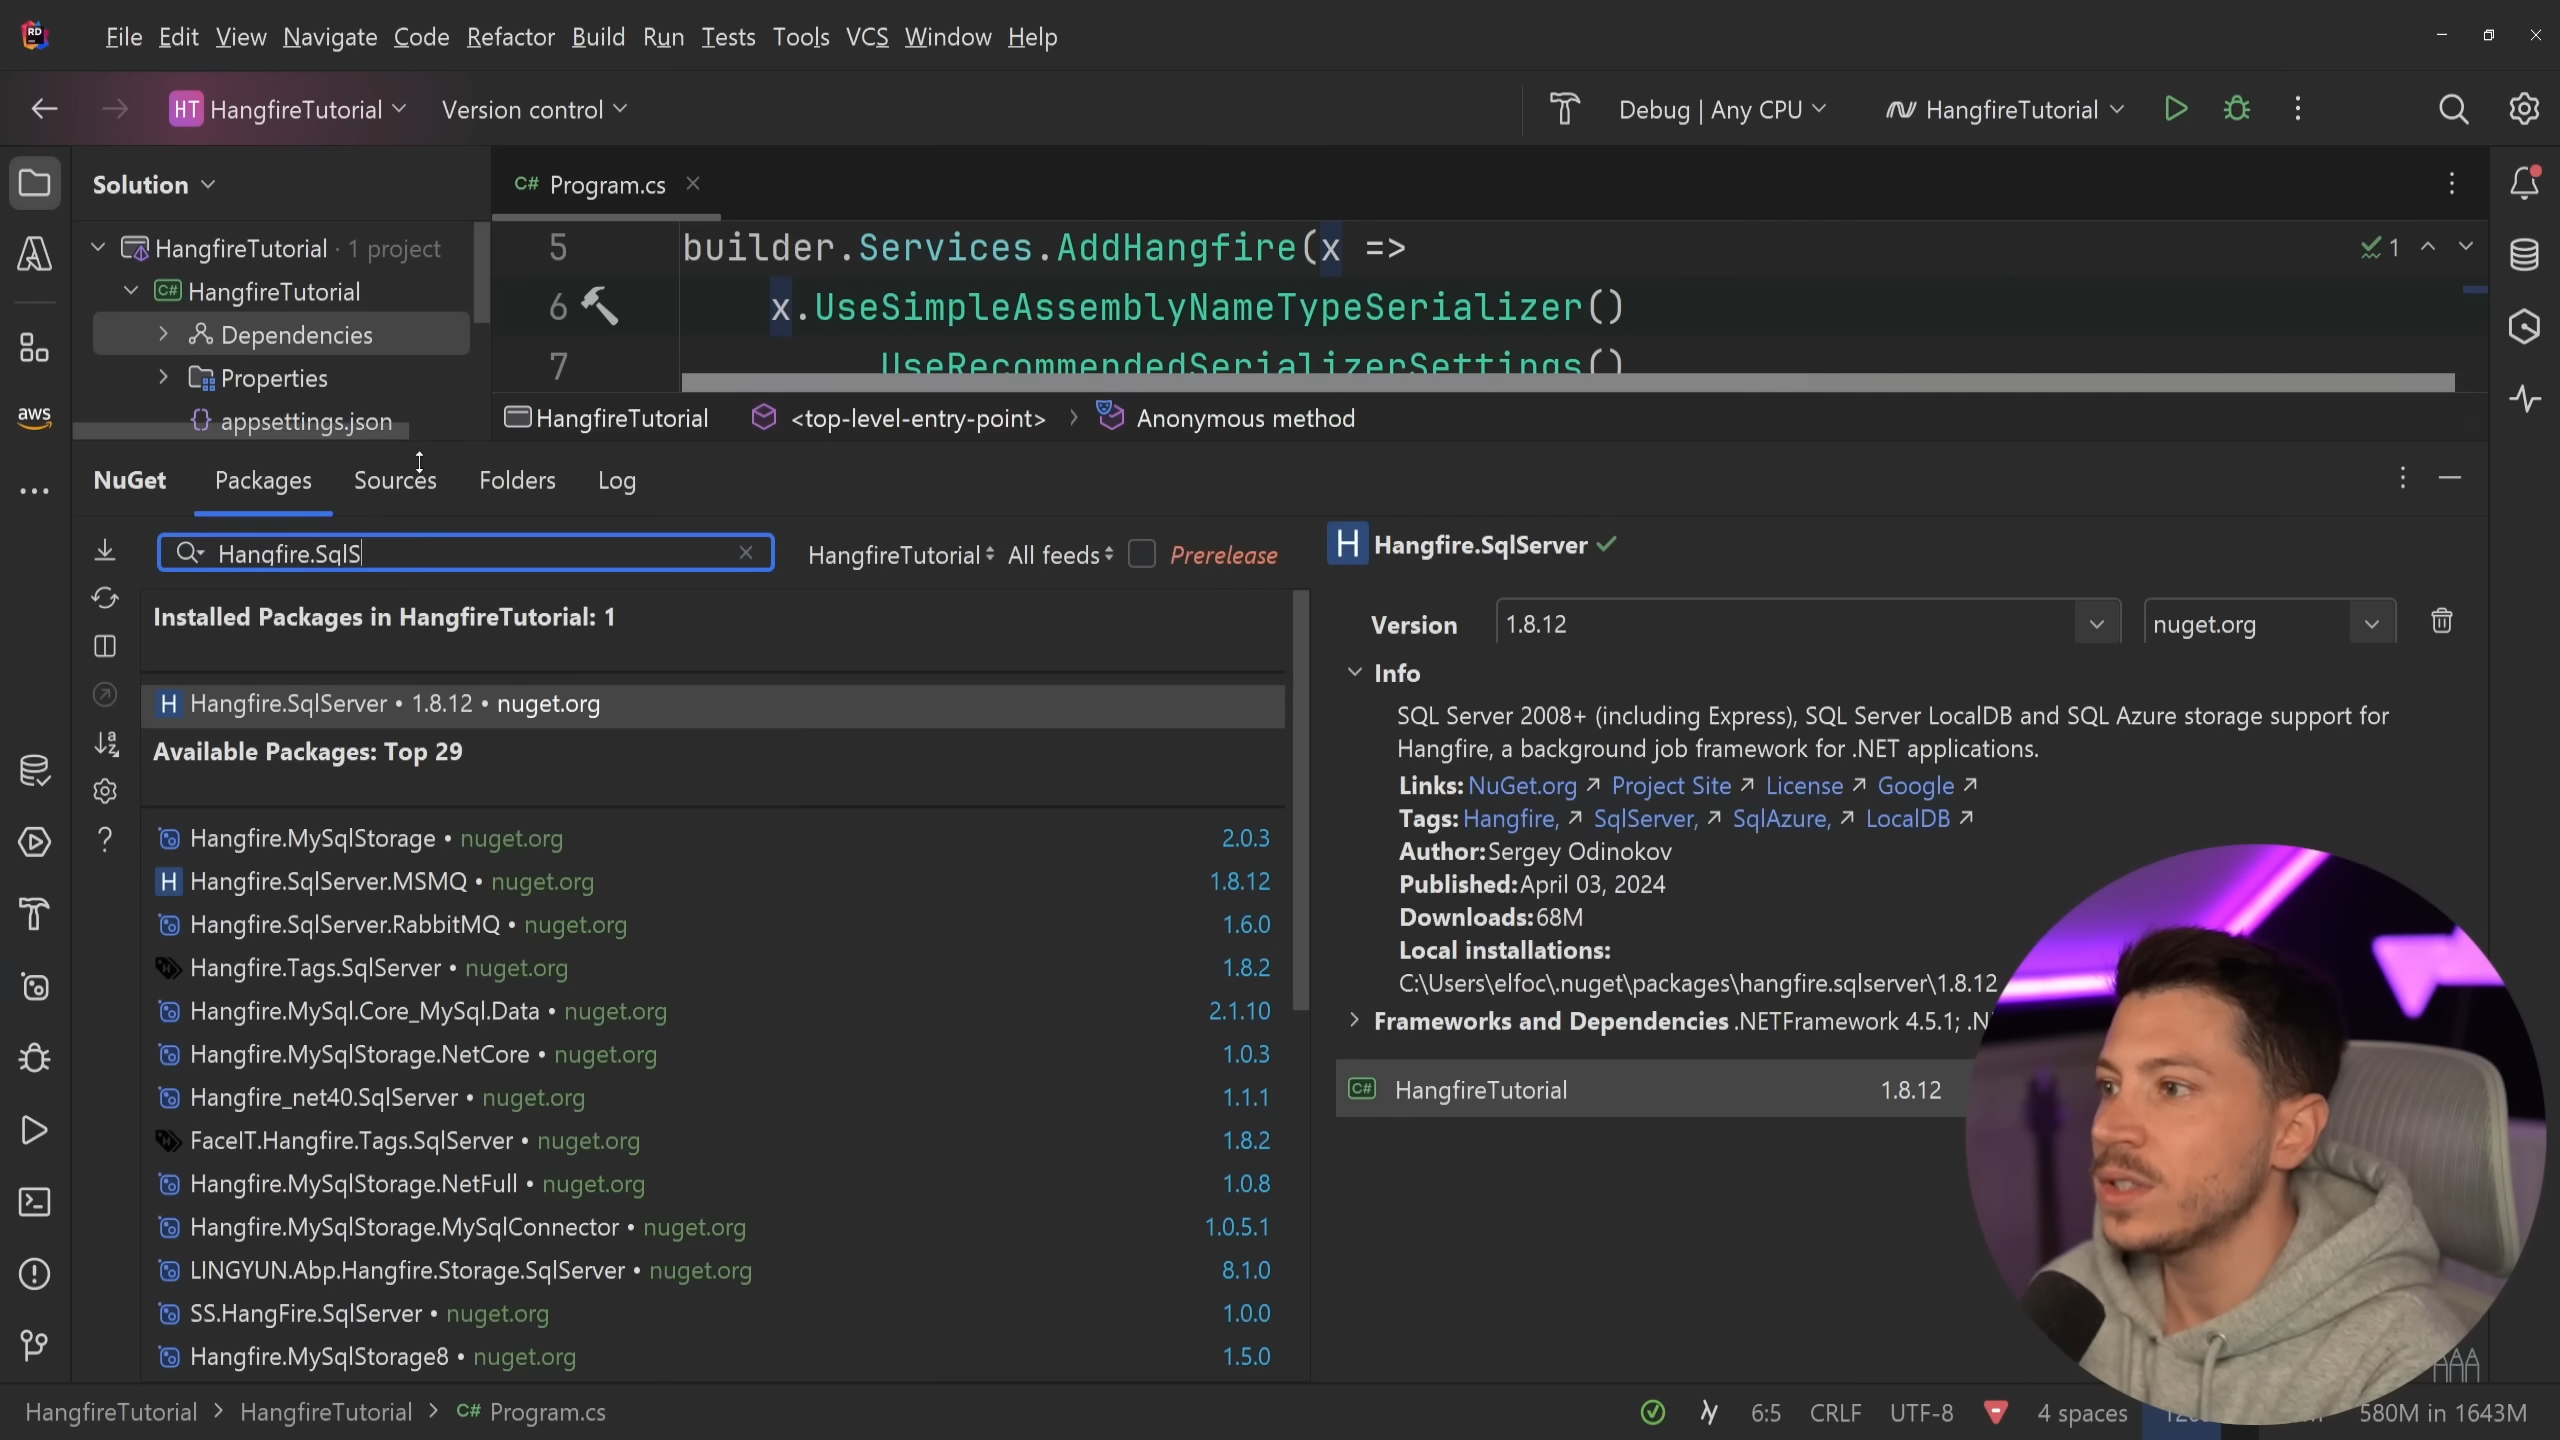 RD File Edit View Navigate Code Refactor Build Run Tests Tools VCS Window Help
HT HangfireTutorial Version control Debug | Any CPU HangfireTutorial
Solution
C# Program.cs
HangfireTutorial · 1 project
C# HangfireTutorial
Dependencies
Properties
{} appsettings.json
aws
5 builder.Services.AddHangfire(x =>
6 x.UseSimpleAssemblyNameTypeSerializer()
7 UseRecommendedSerializerSettings()
1
HangfireTutorial <top-level-entry-point> Anonymous method
NuGet Packages Sources Folders Log
Hangfire.SqlS
HangfireTutorial All feeds Prerelease
Installed Packages in HangfireTutorial: 1
H Hangfire.SqlServer • 1.8.12 • nuget.org
Available Packages: Top 29
Hangfire.MySqlStorage • nuget.org 2.0.3
H Hangfire.SqlServer.MSMQ • nuget.org 1.8.12
Hangfire.SqlServer.RabbitMQ • nuget.org 1.6.0
Hangfire.Tags.SqlServer • nuget.org 1.8.2
Hangfire.MySql.Core_MySql.Data • nuget.org 2.1.10
Hangfire.MySqlStorage.NetCore • nuget.org 1.0.3
Hangfire_net40.SqlServer • nuget.org 1.1.1
FaceIT.Hangfire.Tags.SqlServer • nuget.org 1.8.2
Hangfire.MySqlStorage.NetFull • nuget.org 1.0.8
Hangfire.MySqlStorage.MySqlConnector • nuget.org 1.0.5.1
LINGYUN.Abp.Hangfire.Storage.SqlServer • nuget.org 8.1.0
SS.HangFire.SqlServer • nuget.org 1.0.0
Hangfire.MySqlStorage8 • nuget.org 1.5.0
H Hangfire.SqlServer
Version 1.8.12 nuget.org
Info
SQL Server 2008+ (including Express), SQL Server LocalDB and SQL Azure storage support for
Hangfire, a background job framework for .NET applications.
Links: NuGet.org Project Site License Google
Tags: Hangfire, SqlServer, SqlAzure, LocalDB
Author: Sergey Odinokov
Published: April 03, 2024
Downloads: 68M
Local installations:
C:\Users\elfoc\.nuget\packages\hangfire.sqlserver\1.8.12
Frameworks and Dependencies .NETFramework 4.5.1;
C# HangfireTutorial 1.8.12
HangfireTutorial > HangfireTutorial > C# Program.cs
6:5 CRLF UTF-8 4 spaces 580M in 1643M